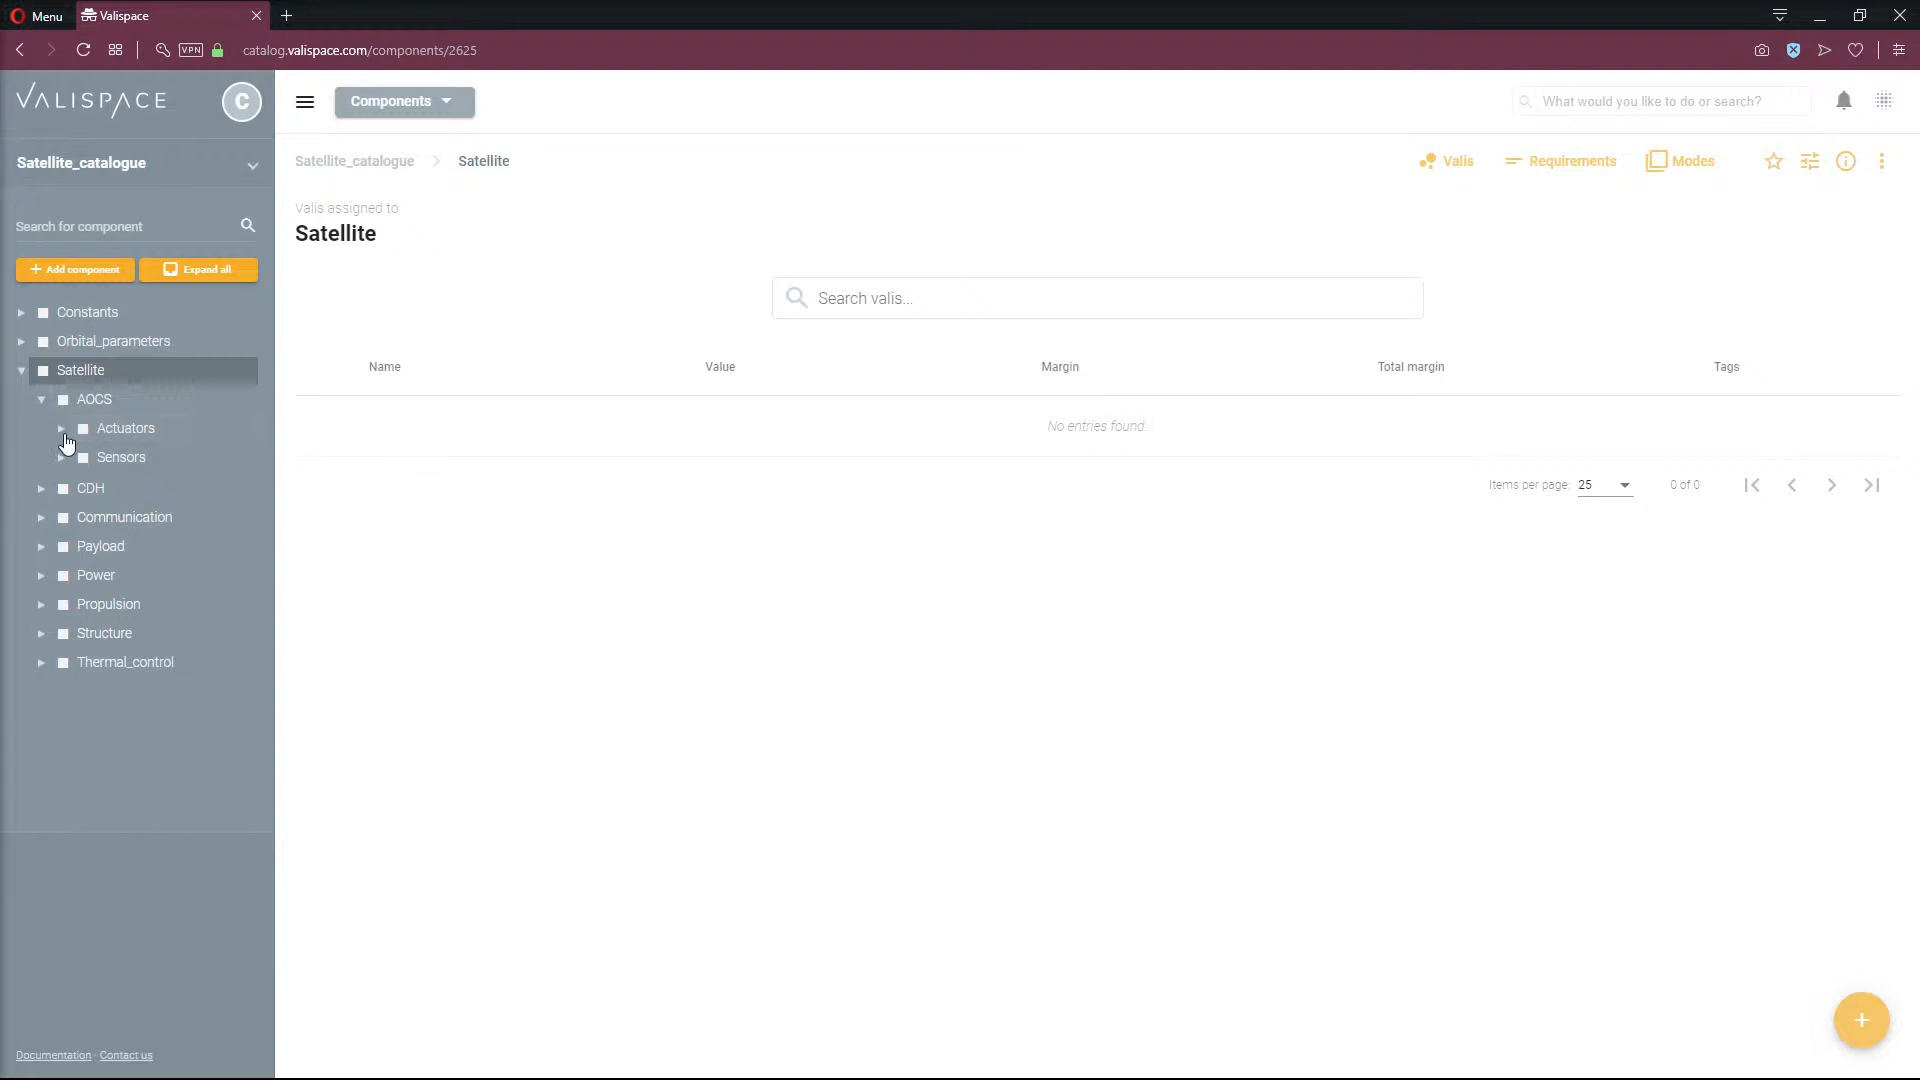 Menu
Valispace
VPN
catalog.valispace.com/components/2625
VALISPACE
C
Components
What would you like to do or search?
Satellite_catalogue
Satellite_catalogue
Satellite
Valis
Requirements
Modes
Valis assigned to
Satellite
Search for component
+ Add component
Expand all
Constants
Orbital_parameters
Satellite
AOCS
Actuators
Sensors
CDH
Communication
Payload
Power
Propulsion
Structure
Thermal_control
Search valis...
Name Value Margin Total margin Tags
No entries found
Items per page: 25 0 of 0
Documentation - Contact us